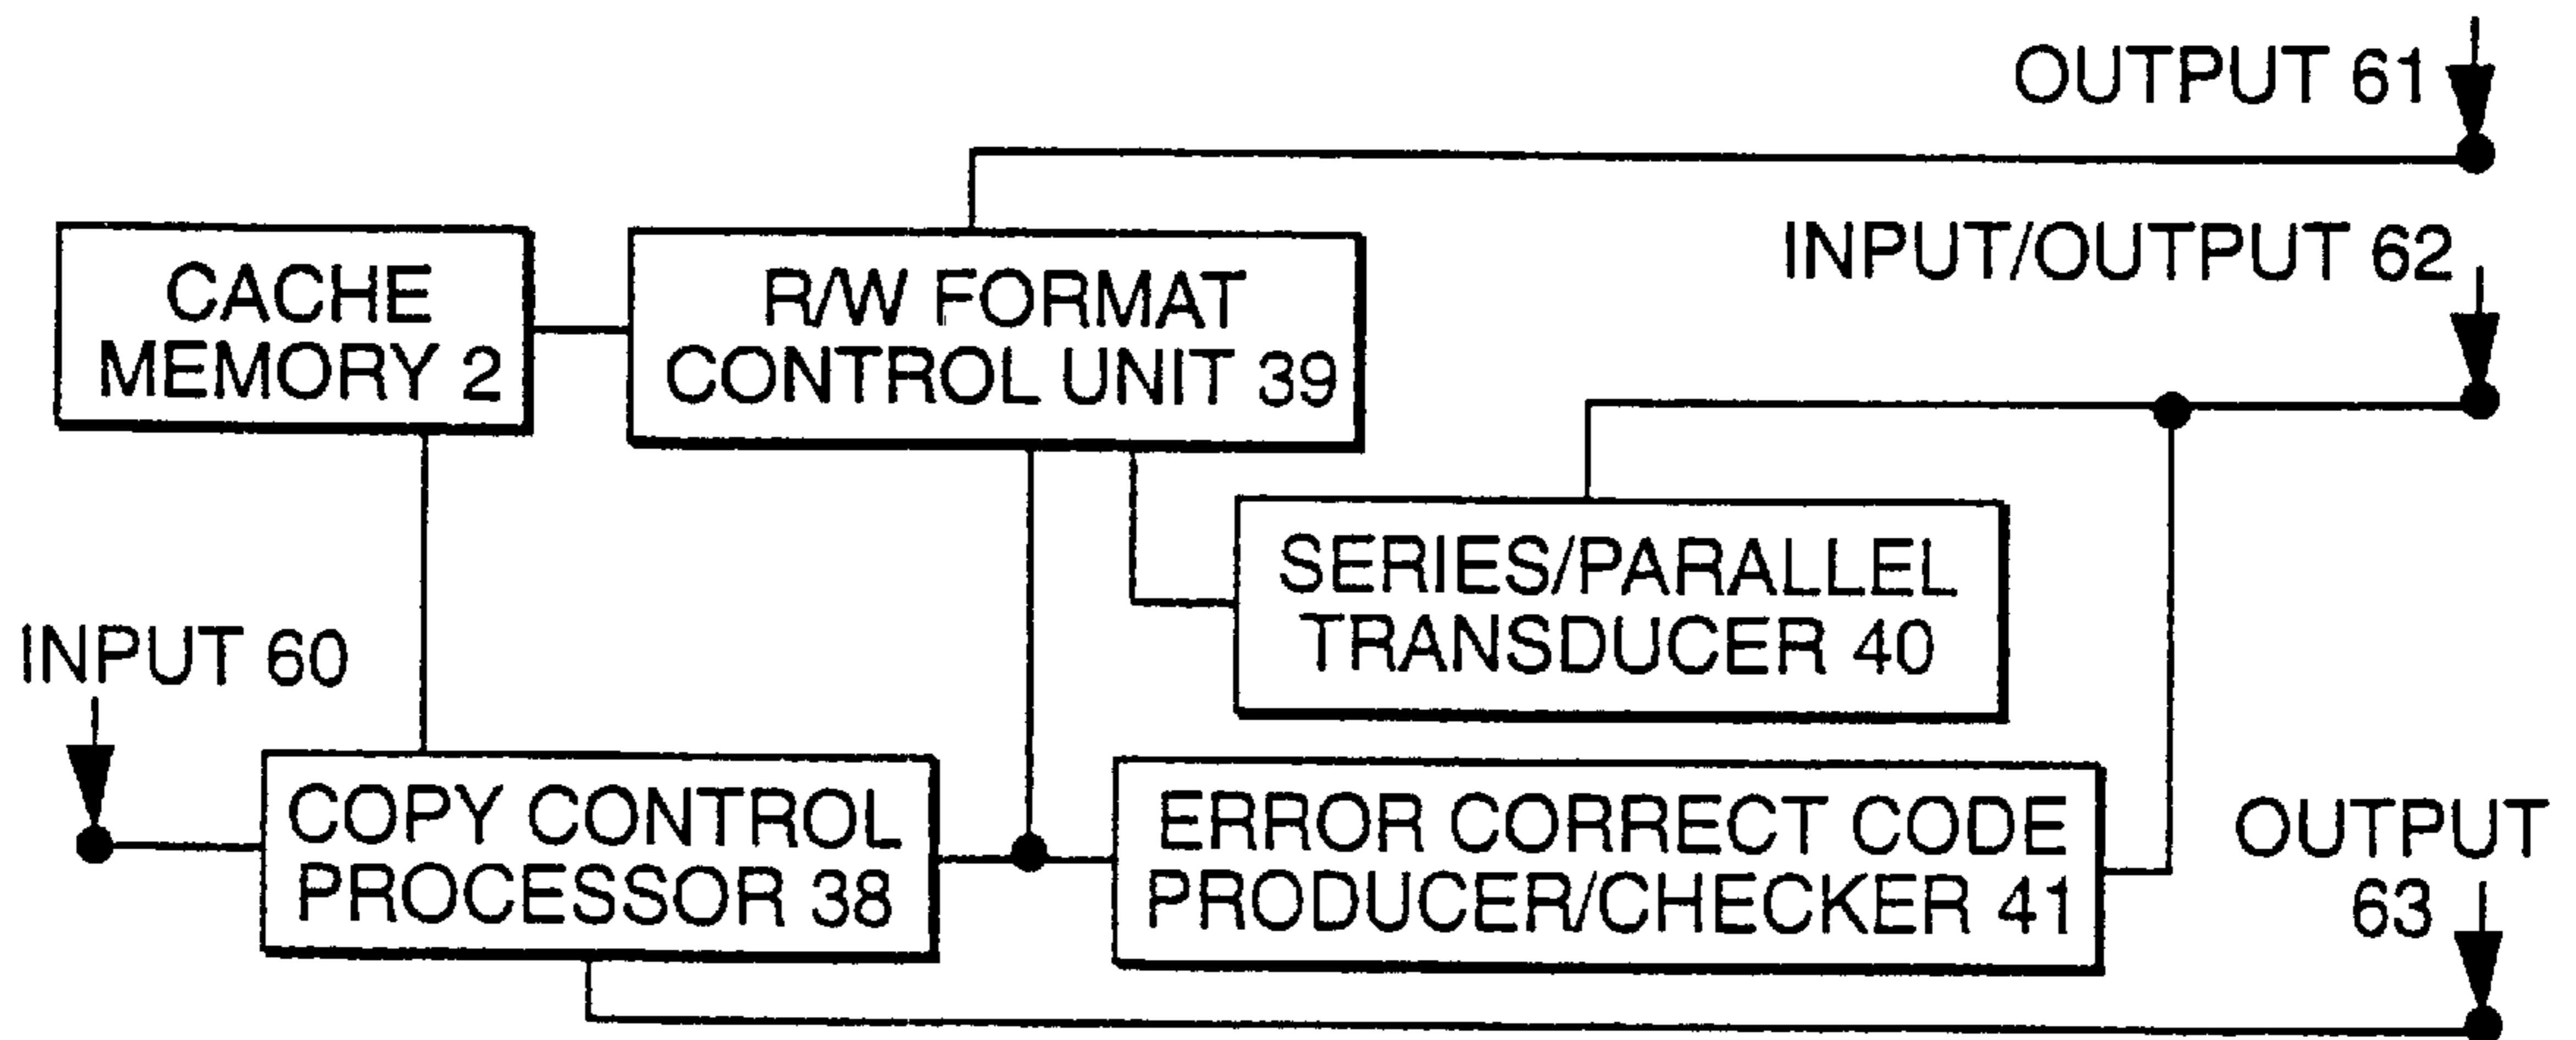 OUTPUT 61
INPUT/OUTPUT 62
CACHE
MEMORY 2
R/W FORMAT
CONTROL UNIT 39
SERIES/PARALLEL
TRANSDUCER 40
INPUT 60
COPY CONTROL
PROCESSOR 38
ERROR CORRECT CODE
PRODUCER/CHECKER 41
OUTPUT
63